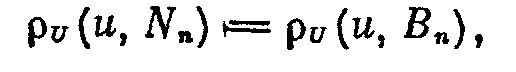 ρ_U (u, N_n) ⊨ ρ_U (u, B_n),